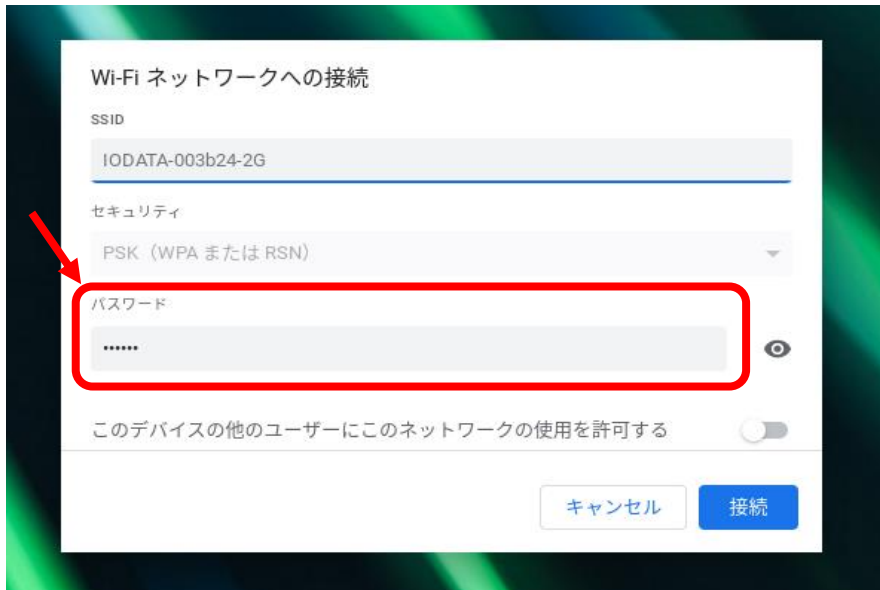 Wi-Fi ネットワークへの接続
SSID
IODATA-003b24-2G
セキュリティ
PSK（WPA または RSN）
パスワード
••••••
このデバイスの他のユーザーにこのネットワークの使用を許可する
キャンセル
接続